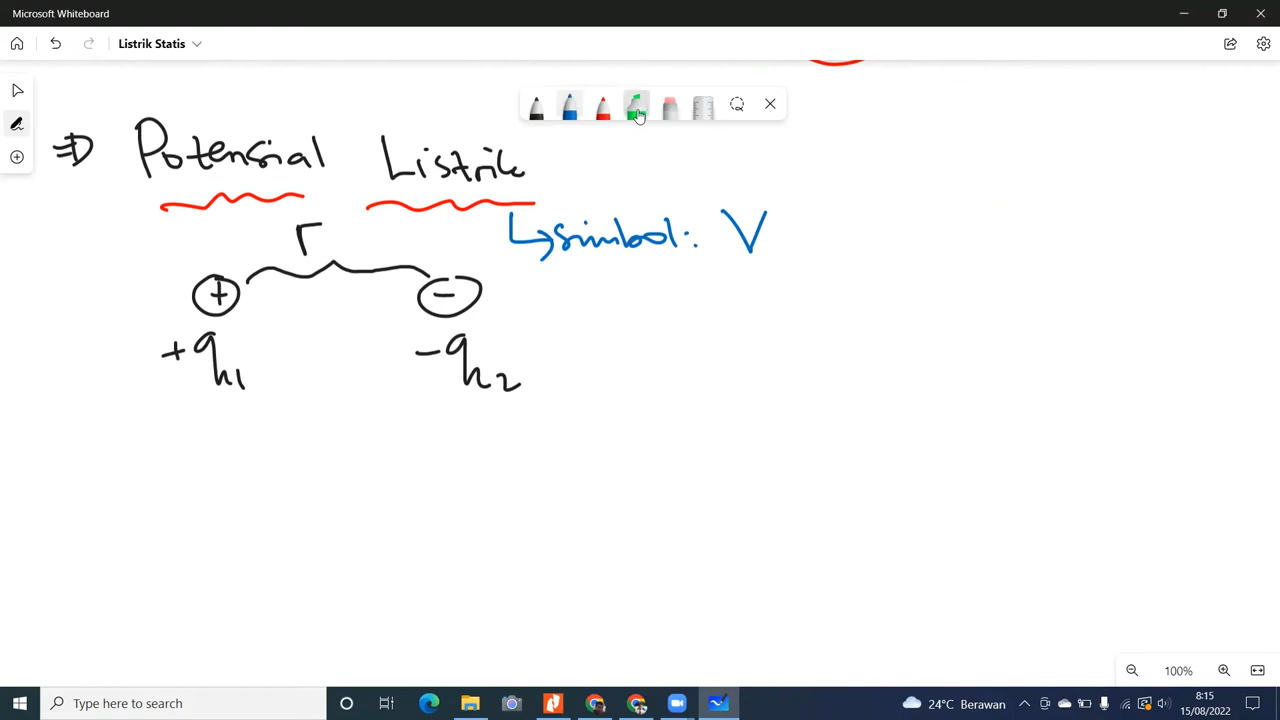 Microsoft Whiteboard
Listrik Statis
⇒ Potensial Listrik
↳ simbol: V
r
+ -
+q1 -q2
100%
Type here to search
24°C Berawan
8:15
15/08/2022